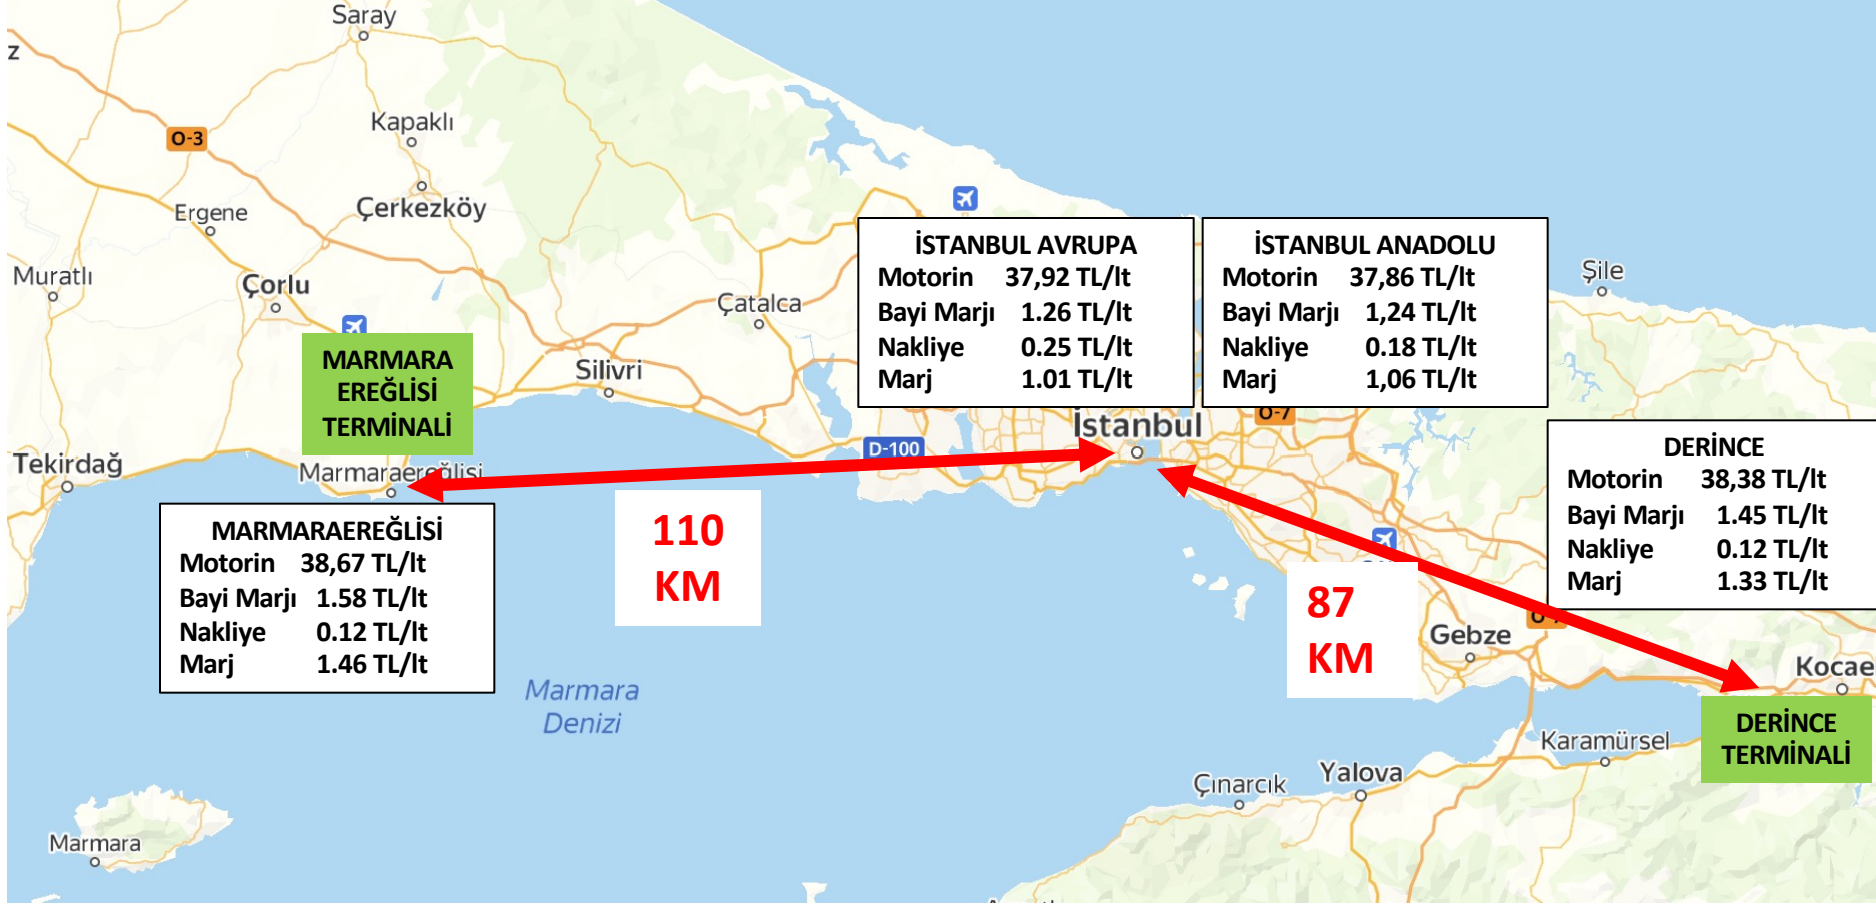 Saray
z
Kapaklı
O-3
Çerkezköy
Ergene
Muratlı
Çorlu
Çatalca
Şile
İSTANBUL AVRUPA
Motorin 37,92 TL/lt
Bayi Marjı 1.26 TL/lt
Nakliye 0.25 TL/lt
Marj 1.01 TL/lt
İSTANBUL ANADOLU
Motorin 37,86 TL/lt
Bayi Marjı 1,24 TL/lt
Nakliye 0.18 TL/lt
Marj 1,06 TL/lt
MARMARA
EREĞLİSİ
TERMİNALİ
Silivri
İstanbul
O-7
D-100
Tekirdağ
Marmaraereğlisi
DERİNCE
Motorin 38,38 TL/lt
Bayi Marjı 1.45 TL/lt
Nakliye 0.12 TL/lt
Marj 1.33 TL/lt
MARMARAEREĞLİSİ
Motorin 38,67 TL/lt
Bayi Marjı 1.58 TL/lt
Nakliye 0.12 TL/lt
Marj 1.46 TL/lt
110
KM
87
KM
Gebze
Kocae
Marmara
Denizi
DERİNCE
TERMİNALİ
Karamürsel
Yalova
Çınarcık
Marmara